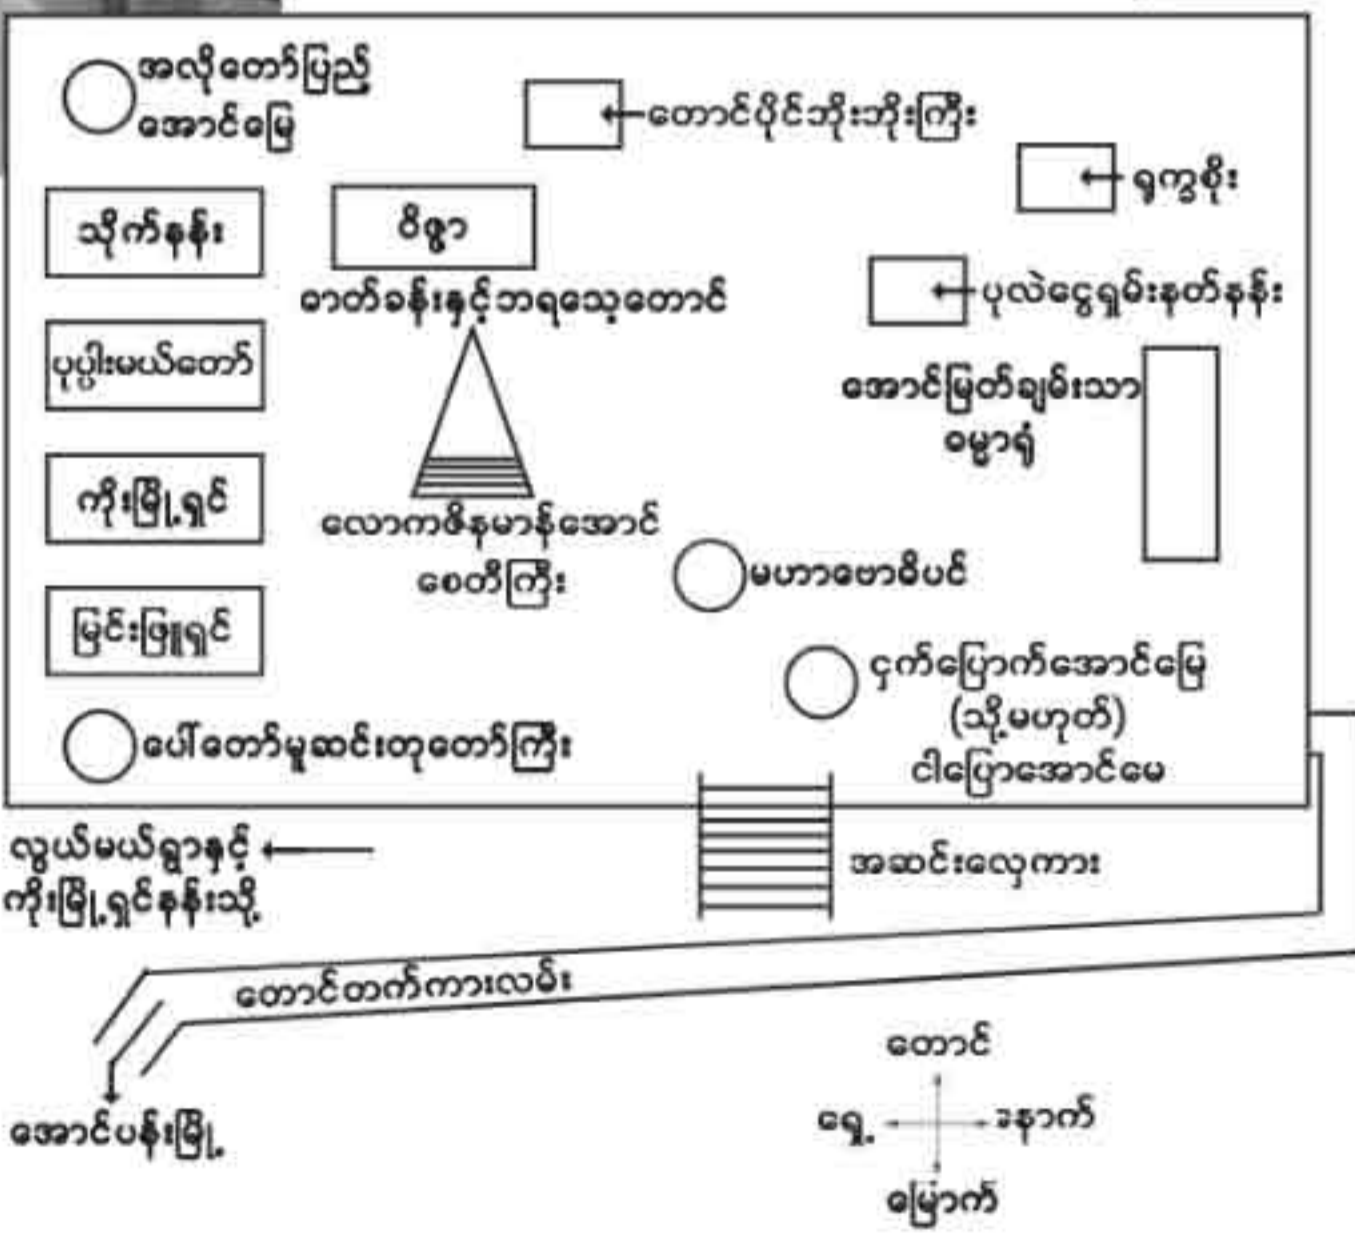 အလိုတော်ပြည့်
အောင်မြေ
တောင်ပိုင်ဘိုးဘိုးကြီး
ရုက္ခစိုး
သိုက်နန်း
ဝိဇ္ဇာ
ဓာတ်ခန်းနှင့်ဘရသေ့တောင်
ပုလဲငွေရှမ်းနတ်နန်း
ပုပ္ပါးမယ်တော်
အောင်မြတ်ချမ်းသာ
ဓမ္မာရုံ
ကိုးမြို့ရှင်
လောကဇိနမာန်အောင်
စေတီကြီး
မဟာဗောဓိပင်
မြင်းဖြူရှင်
ငှက်ပြောက်အောင်မြေ
(သို့မဟုတ်)
ငါပြောအောင်မေ
ပေါ်တော်မူဆင်းတုတော်ကြီး
လွယ်မယ်ရွာနှင့်
ကိုးမြို့ရှင်နန်းသို့
အဆင်းလှေကား
တောင်တက်ကားလမ်း
အောင်ပန်းမြို့
တောင်
ရှေ့
အနောက်
မြောက်